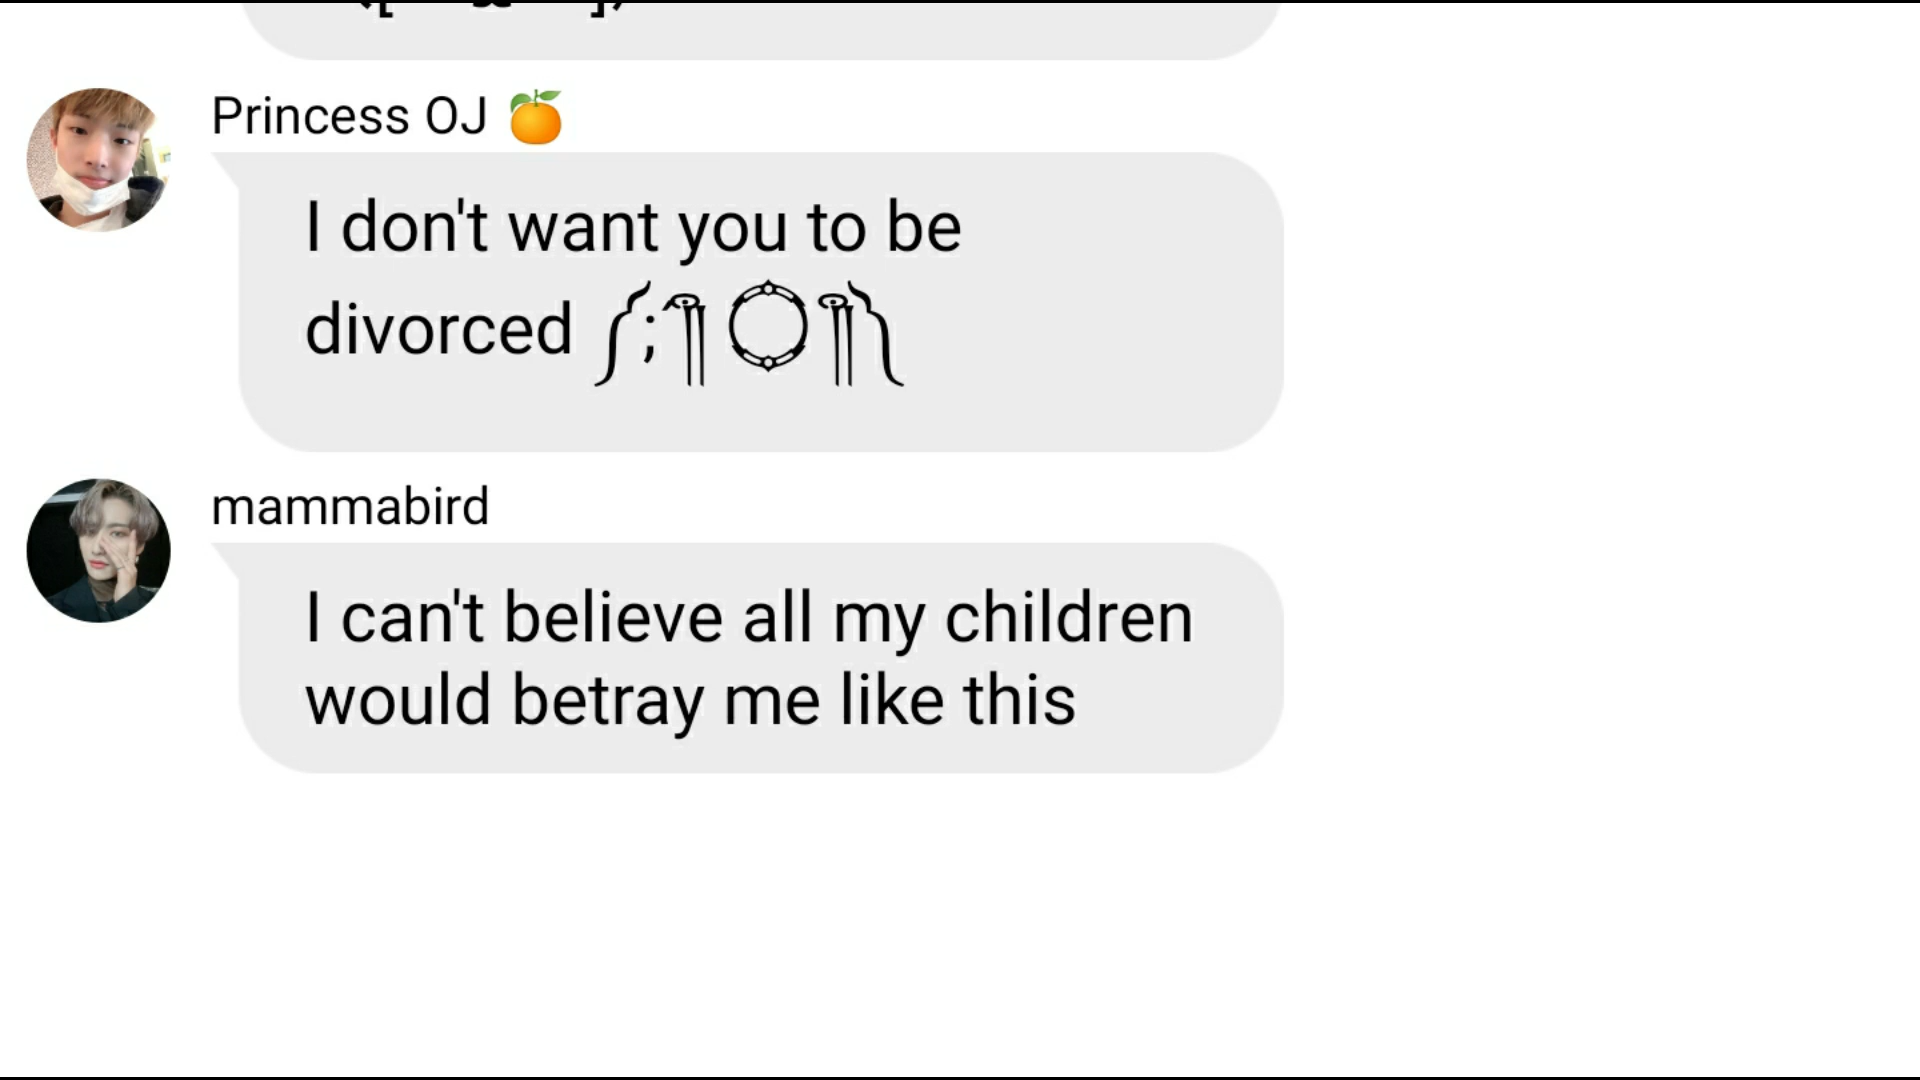 Princess OJ 🍊
I don't want you to be
divorced ༼;´༎ຶ ۝ ༎ຶ༽
mammabird
I can't believe all my children
would betray me like this